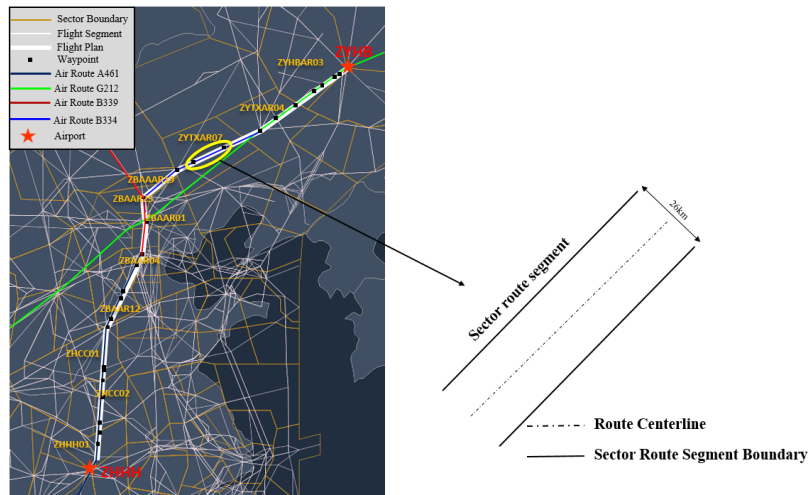 Sector Boundary
Flight Segment
Flight Plan
Waypoint
Air Route A461
Air Route G212
Air Route B339
Air Route B334
Airport
ZYHB
ZYHBAR03
ZYTXAR04
ZYTXAR07
ZBAAAR19
ZBAAR25
ZBAAR01
ZBAAR04
ZBAAR12
ZHCC01
ZHCC02
ZHHH01
ZHHH
26km
Sector route segment
Route Centerline
Sector Route Segment Boundary